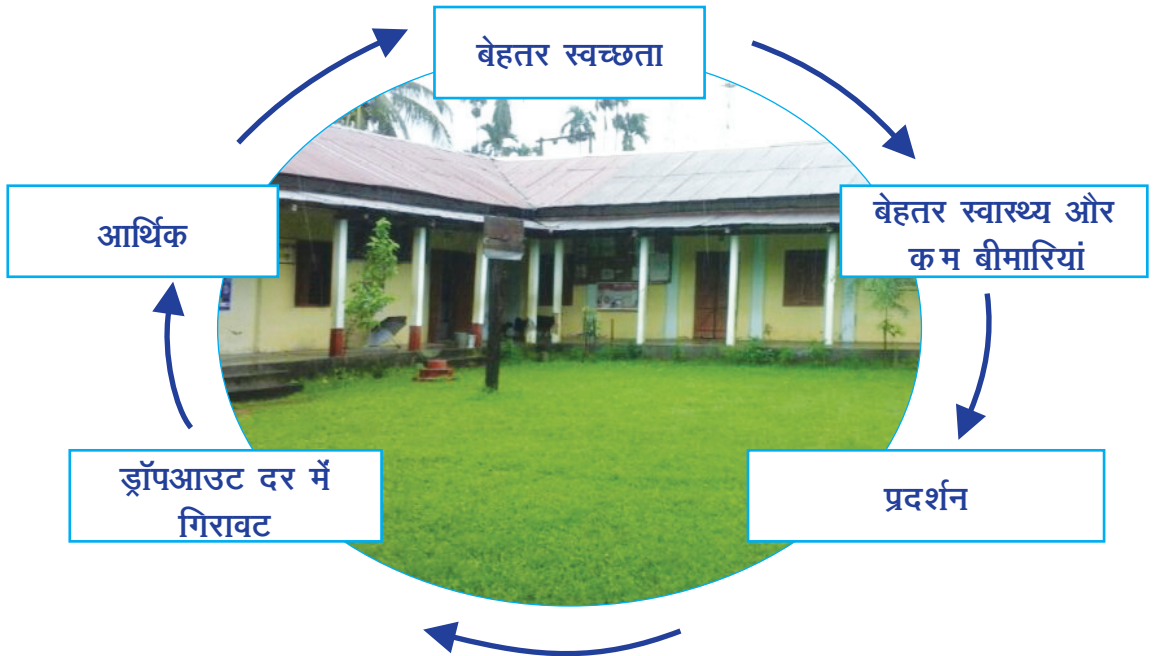 बेहतर स्वच्छता
बेहतर स्वास्थ्य और
कम बीमारियां
प्रदर्शन
ड्रॉपआउट दर में
गिरावट
आर्थिक